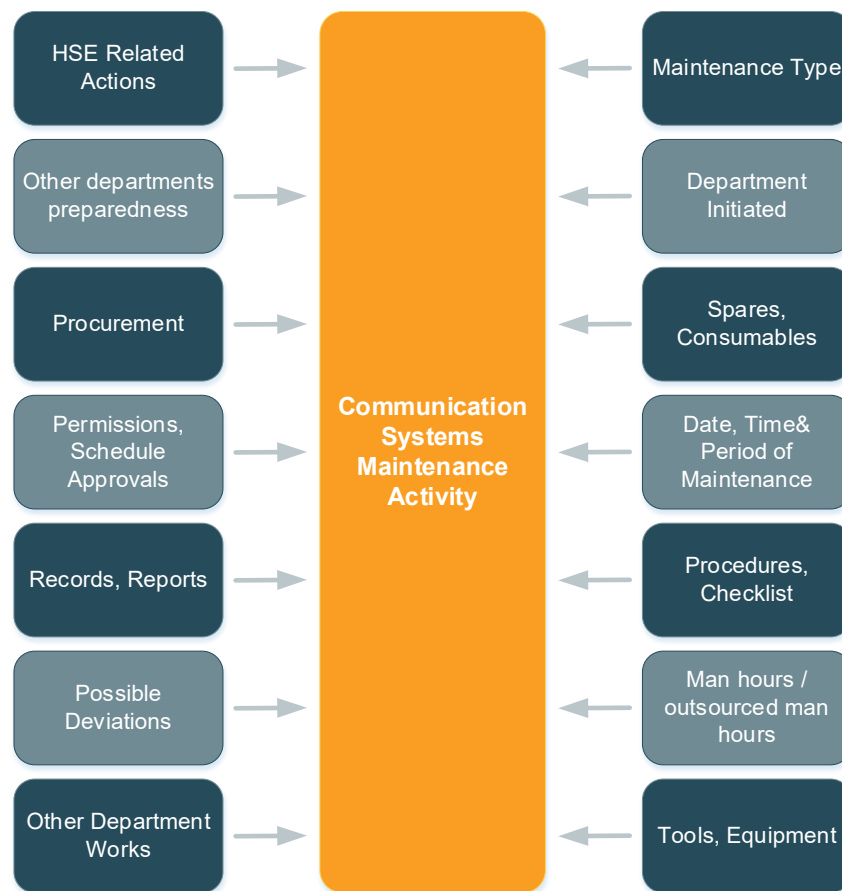 HSE Related
Actions
Other departments
preparedness
Procurement
Permissions,
Schedule
Approvals
Records, Reports
Possible
Deviations
Other Department
Works
Communication
Systems
Maintenance
Activity
Maintenance Type
Department
Initiated
Spares,
Consumables
Date, Time&
Period of
Maintenance
Procedures,
Checklist
Man hours /
outsourced man
hours
Tools, Equipment